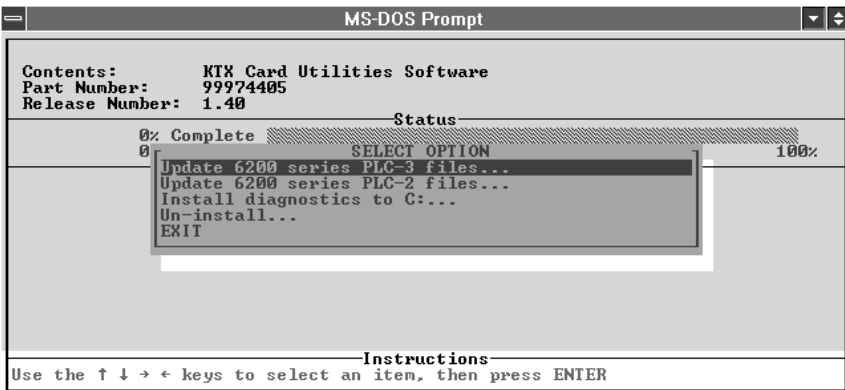 MS-DOS Prompt
Contents: KTX Card Utilities Software
Part Number: 99974405
Release Number: 1.40
Status
0% Complete
0
100%
SELECT OPTION
Update 6200 series PLC-3 files...
Update 6200 series PLC-2 files...
Install diagnostics to C:...
Un-install...
EXIT
Instructions
Use the ↑ ↓ → ← keys to select an item, then press ENTER